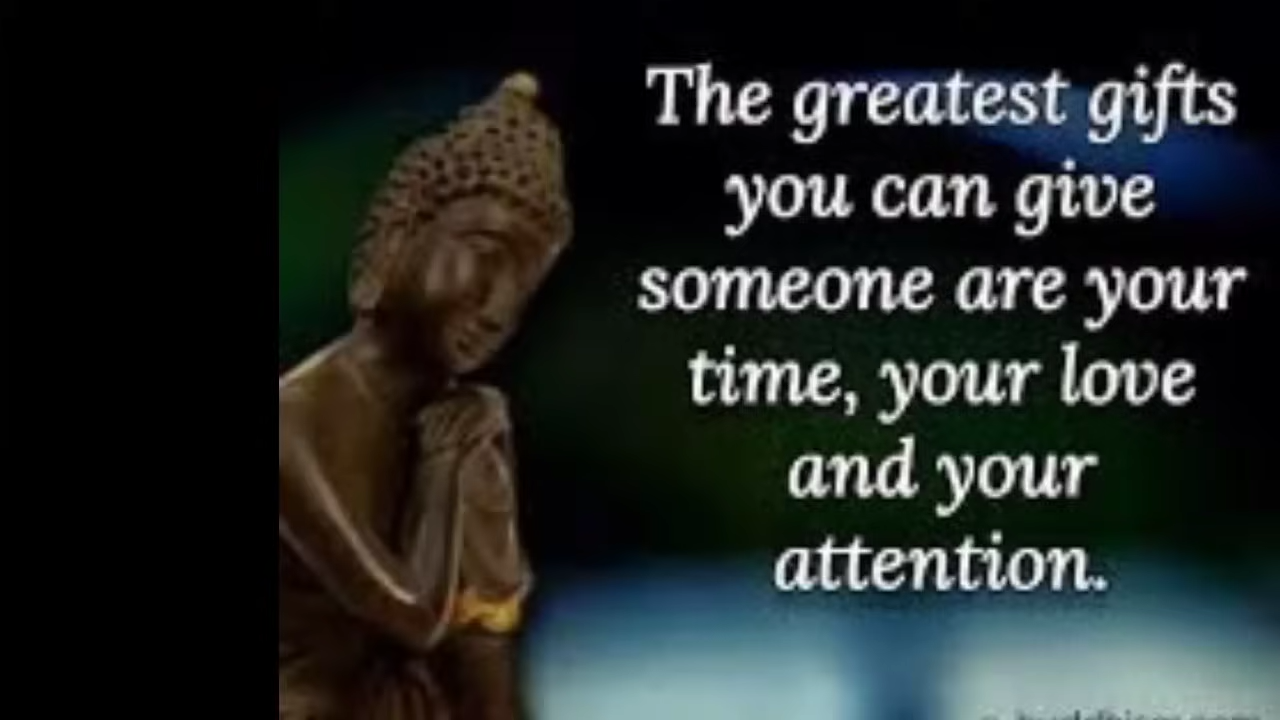 The greatest gifts
you can give
someone are your
time, your love
and your
attention.